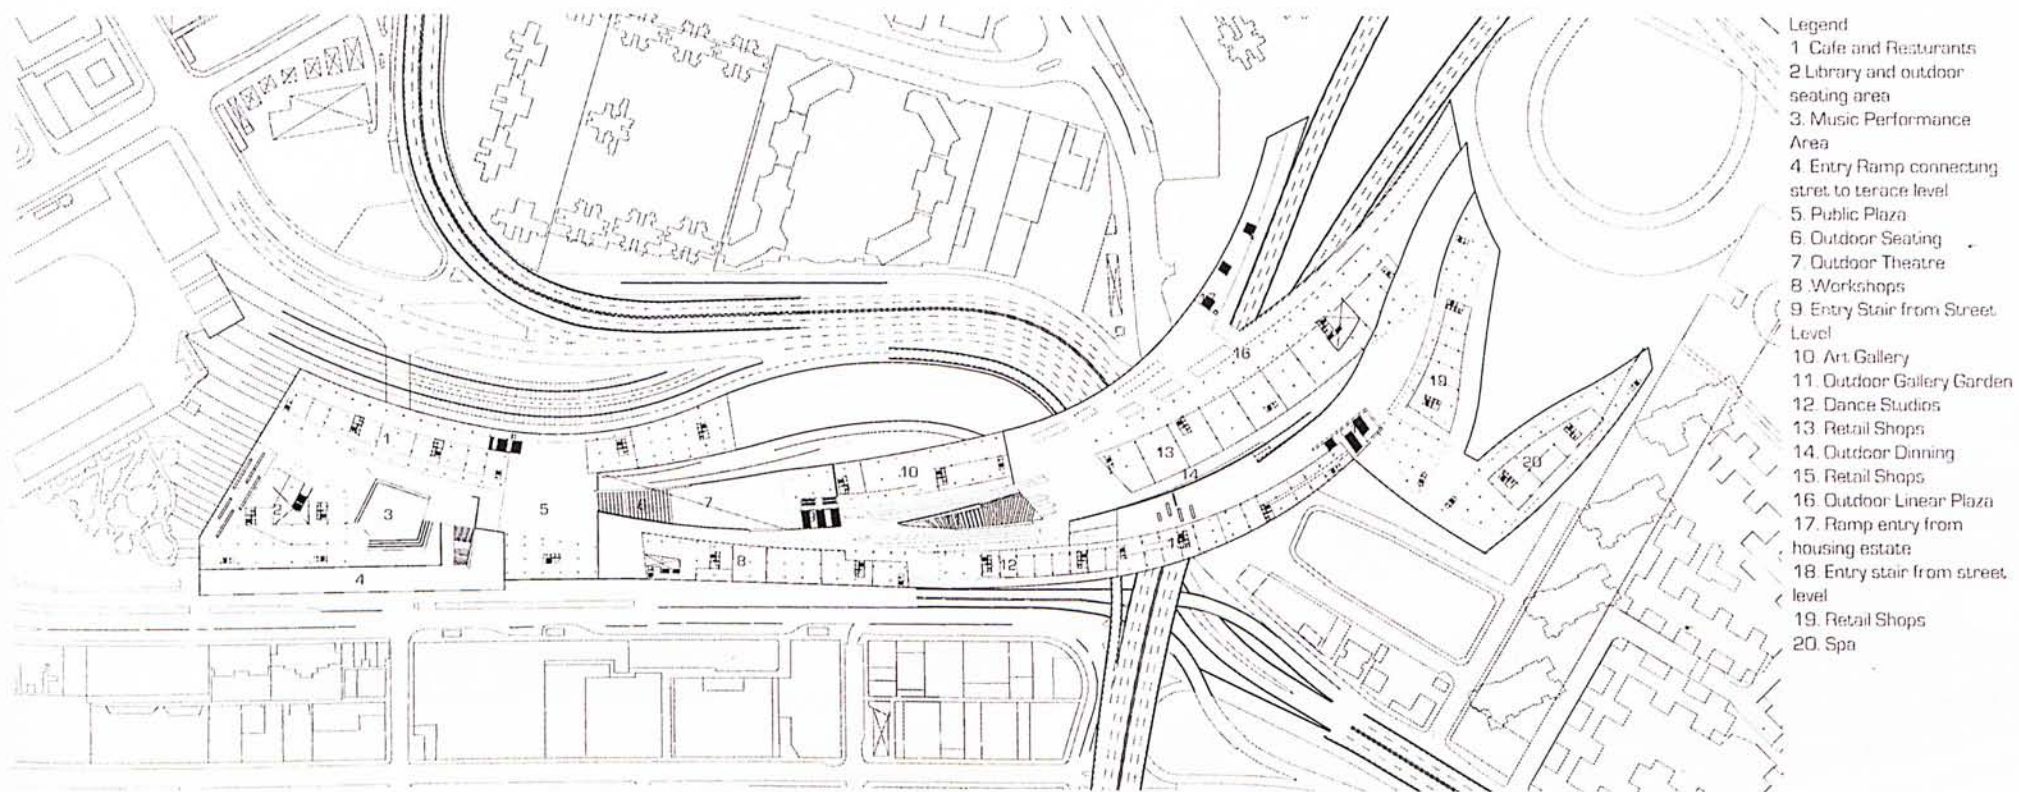 Legend
1 Cafe and Resturants
2.Library and outdoor
seating area
3. Music Performance
Area
4. Entry Ramp connecting
stret to terace level
5. Public Plaza
6. Outdoor Seating
7. Outdoor Theatre
8 .Workshops
9. Entry Stair from Street
Level
10. Art Gallery
11. Outdoor Gallery Garden
12. Dance Studios
13. Retail Shops
14. Outdoor Dinning
15. Retail Shops
16. Outdoor Linear Plaza
17. Ramp entry from
housing estate
18. Entry stair from street
level
19. Retail Shops
20. Spa
16
1
19
13
10
14
20
2
3
5
6
7
15
8
12
4